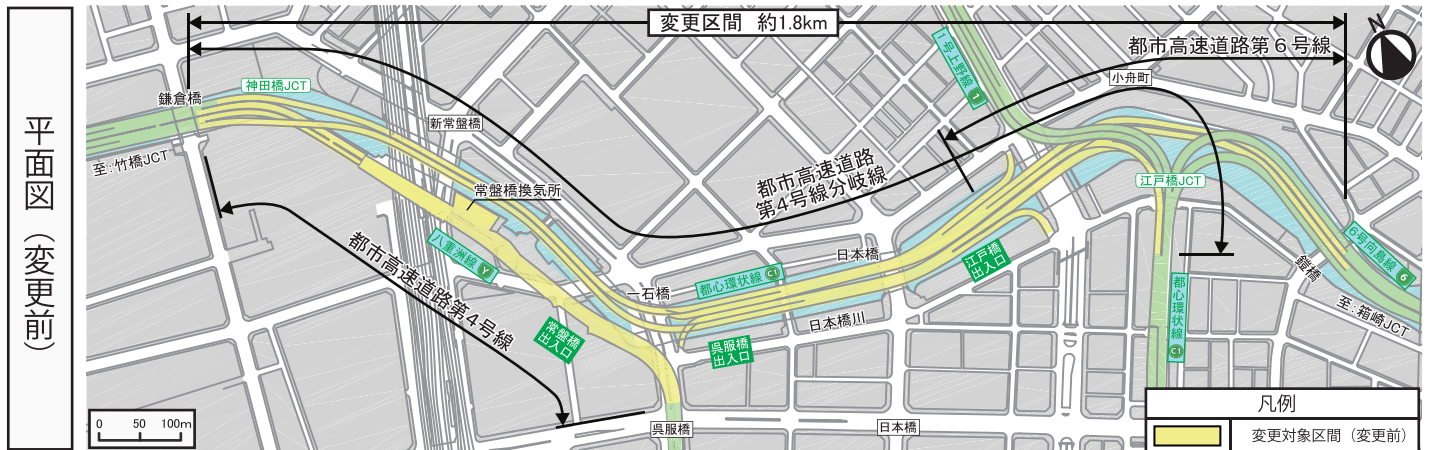 平面図（変更前）
変更区間 約1.8km
都市高速道路第６号線
N
小舟町
1号上野線 1
神田橋JCT
鎌倉橋
新常盤橋
至:竹橋JCT
常盤橋換気所
都市高速道路
第4号線分岐線
江戸橋JCT
八重洲線 Y
都市高速道路第4号線
一石橋
都心環状線 C1
日本橋
江戸橋
出入口
6号向島線 6
鎧橋
至:箱崎JCT
都心環状線 C1
日本橋川
常盤橋
出入口
呉服橋
出入口
0 50 100m
呉服橋
日本橋
凡例
変更対象区間（変更前）